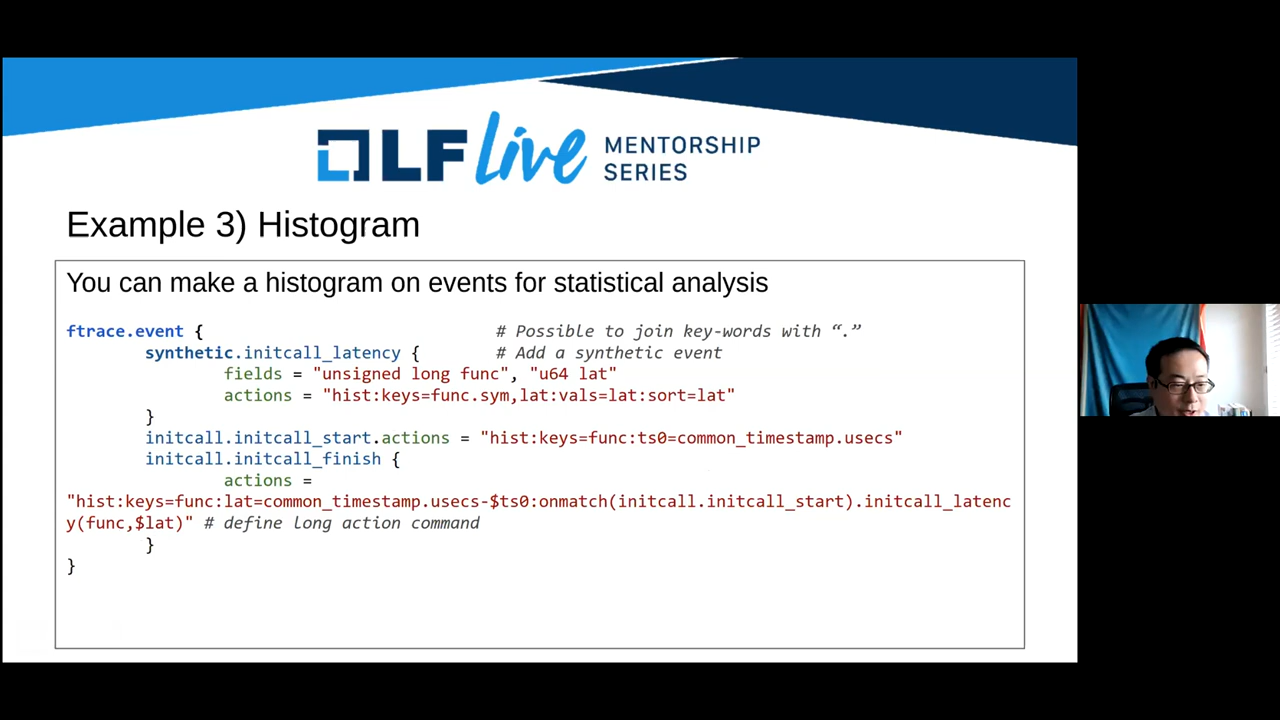 LF Live MENTORSHIP
SERIES
Example 3) Histogram
You can make a histogram on events for statistical analysis
ftrace.event { # Possible to join key-words with “.”
synthetic.initcall_latency { # Add a synthetic event
fields = "unsigned long func", "u64 lat"
actions = "hist:keys=func.sym,lat:vals=lat:sort=lat"
}
initcall.initcall_start.actions = "hist:keys=func:ts0=common_timestamp.usecs"
initcall.initcall_finish {
actions =
"hist:keys=func:lat=common_timestamp.usecs-$ts0:onmatch(initcall.initcall_start).initcall_latenc
y(func,$lat)" # define long action command
}
}